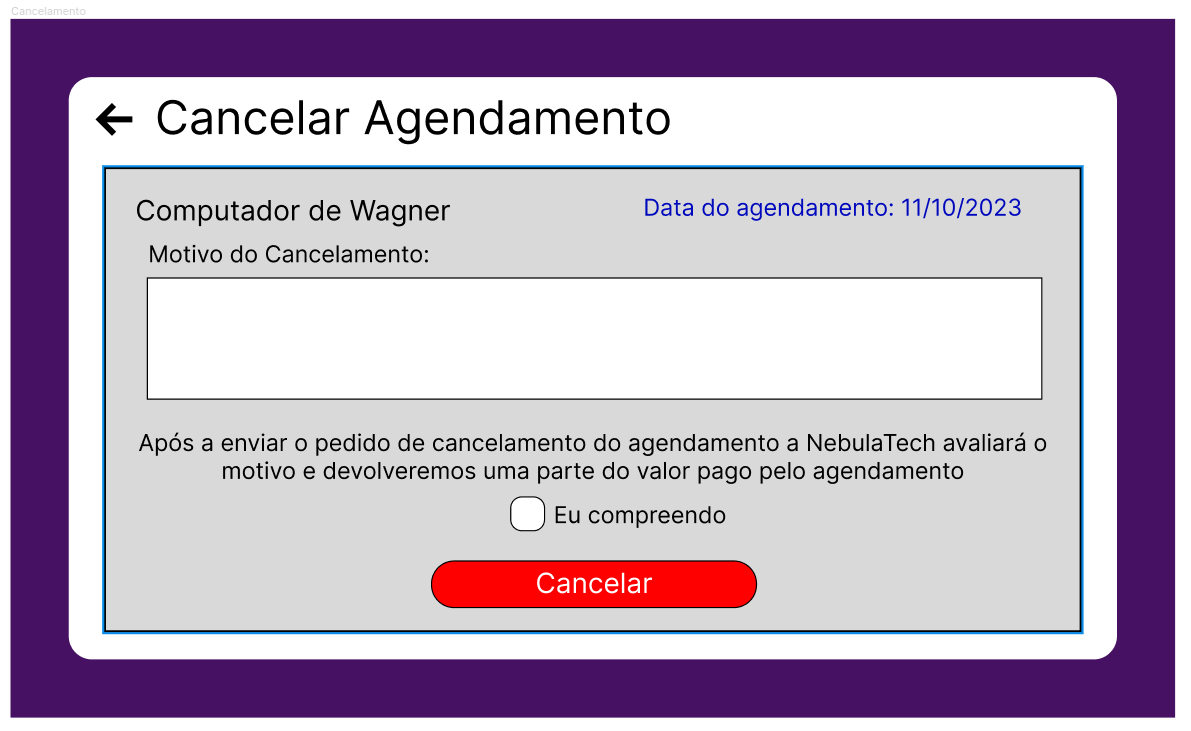 Cancelamento
Cancelar Agendamento
Computador de Wagner
Data do agendamento: 11/10/2023
Motivo do Cancelamento:
Após a enviar o pedido de cancelamento do agendamento a NebulaTech avaliará o
motivo e devolveremos uma parte do valor pago pelo agendamento
Eu compreendo
Cancelar